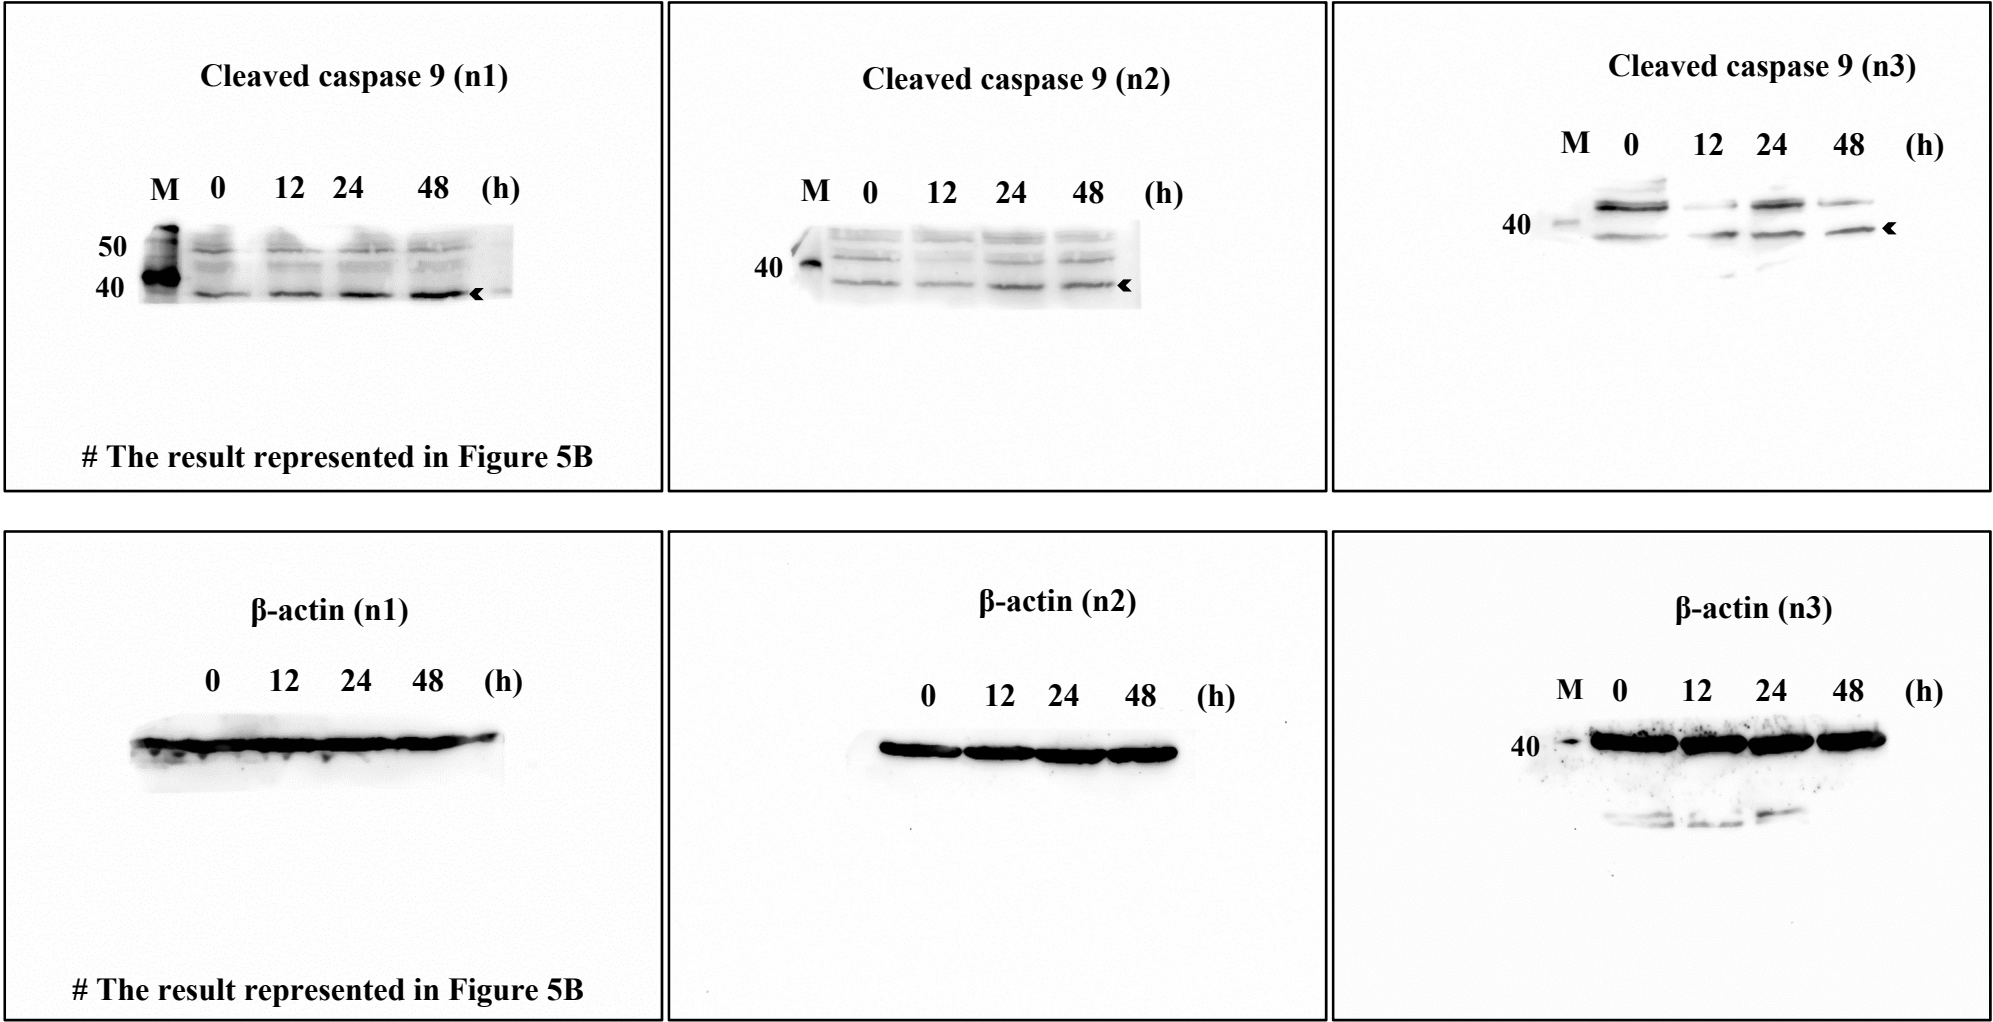 Cleaved caspase 9 (n1)
M 0 12 24 48 (h)
50
40
# The result represented in Figure 5B
Cleaved caspase 9 (n2)
M 0 12 24 48 (h)
40
Cleaved caspase 9 (n3)
M 0 12 24 48 (h)
40
β-actin (n1)
0 12 24 48 (h)
# The result represented in Figure 5B
β-actin (n2)
0 12 24 48 (h)
β-actin (n3)
M 0 12 24 48 (h)
40